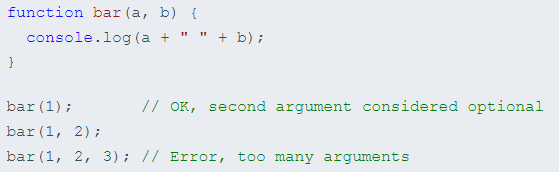 function bar(a, b) {
  console.log(a + " " + b);
}
bar(1);       // OK, second argument considered optional
bar(1, 2);
bar(1, 2, 3); // Error, too many arguments